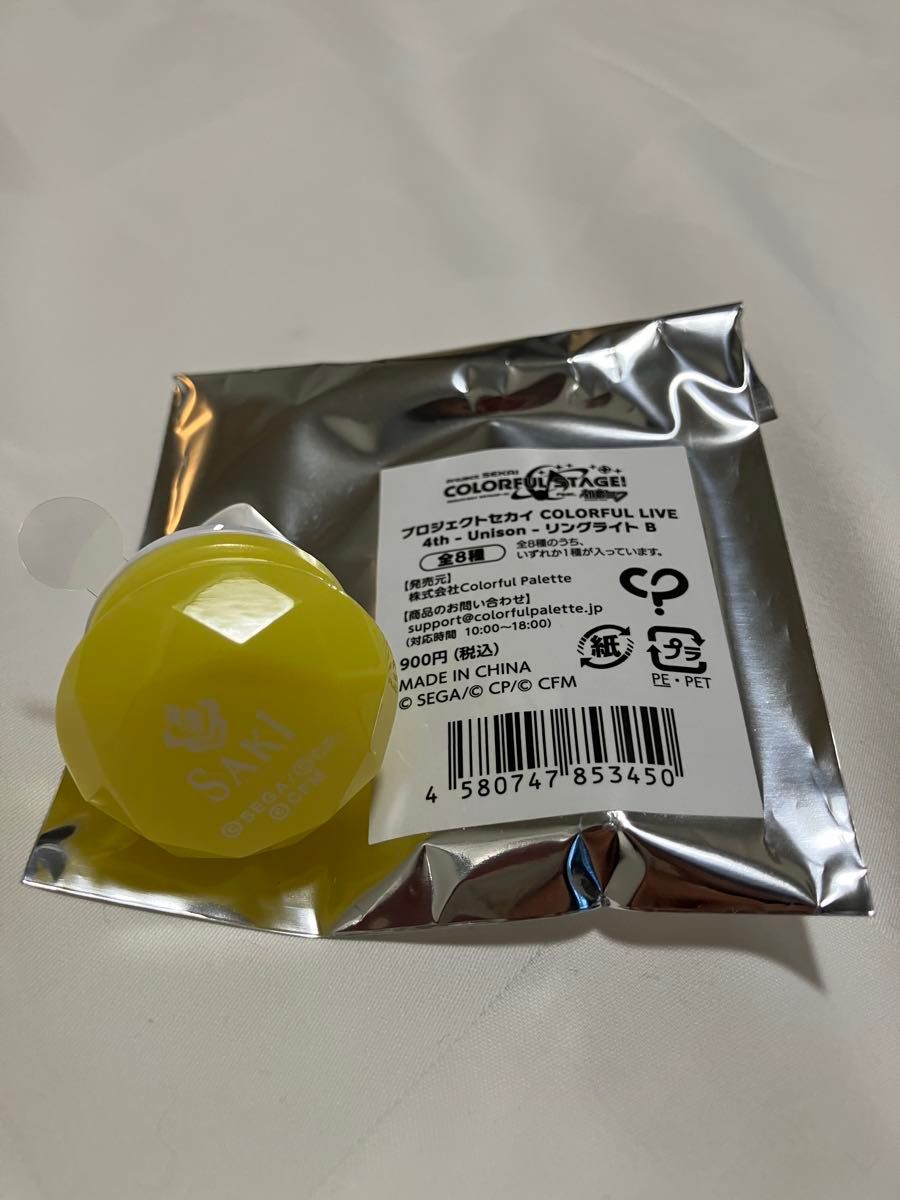 PROJECT SEKAI
COLORFUL STAGE!
プロジェクトセカイ COLORFUL LIVE
4th - Unison - リングライト B
全8種
全8種のうち、
いずれか1種が入っています。
【発売元】
株式会社Colorful Palette
【商品のお問い合わせ】
support@colorfulpalette.jp
(対応時間 10:00〜18:00)
900円(税込)
MADE IN CHINA
© SEGA/© CP/© CFM
紙
プラ
PE・PET
4 580747 853450
SAKI
©SEGA/©CP/
©CFM